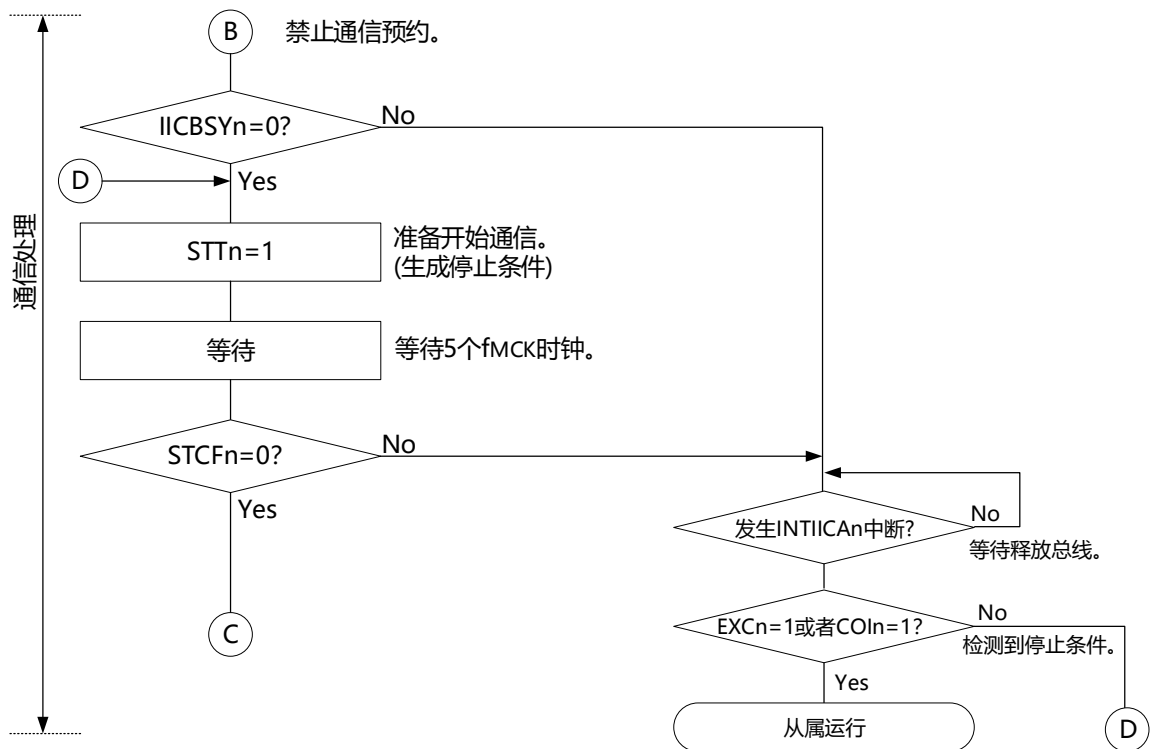 B 禁止通信预约。
IICBSYn=0?
No
D
Yes
STTn=1
准备开始通信。
(生成停止条件)
通信处理
等待
等待5个fMCK时钟。
STCFn=0?
No
Yes
发生INTIICAn中断?
No
等待释放总线。
C
EXCn=1或者COIn=1?
No
检测到停止条件。
Yes
从属运行
D